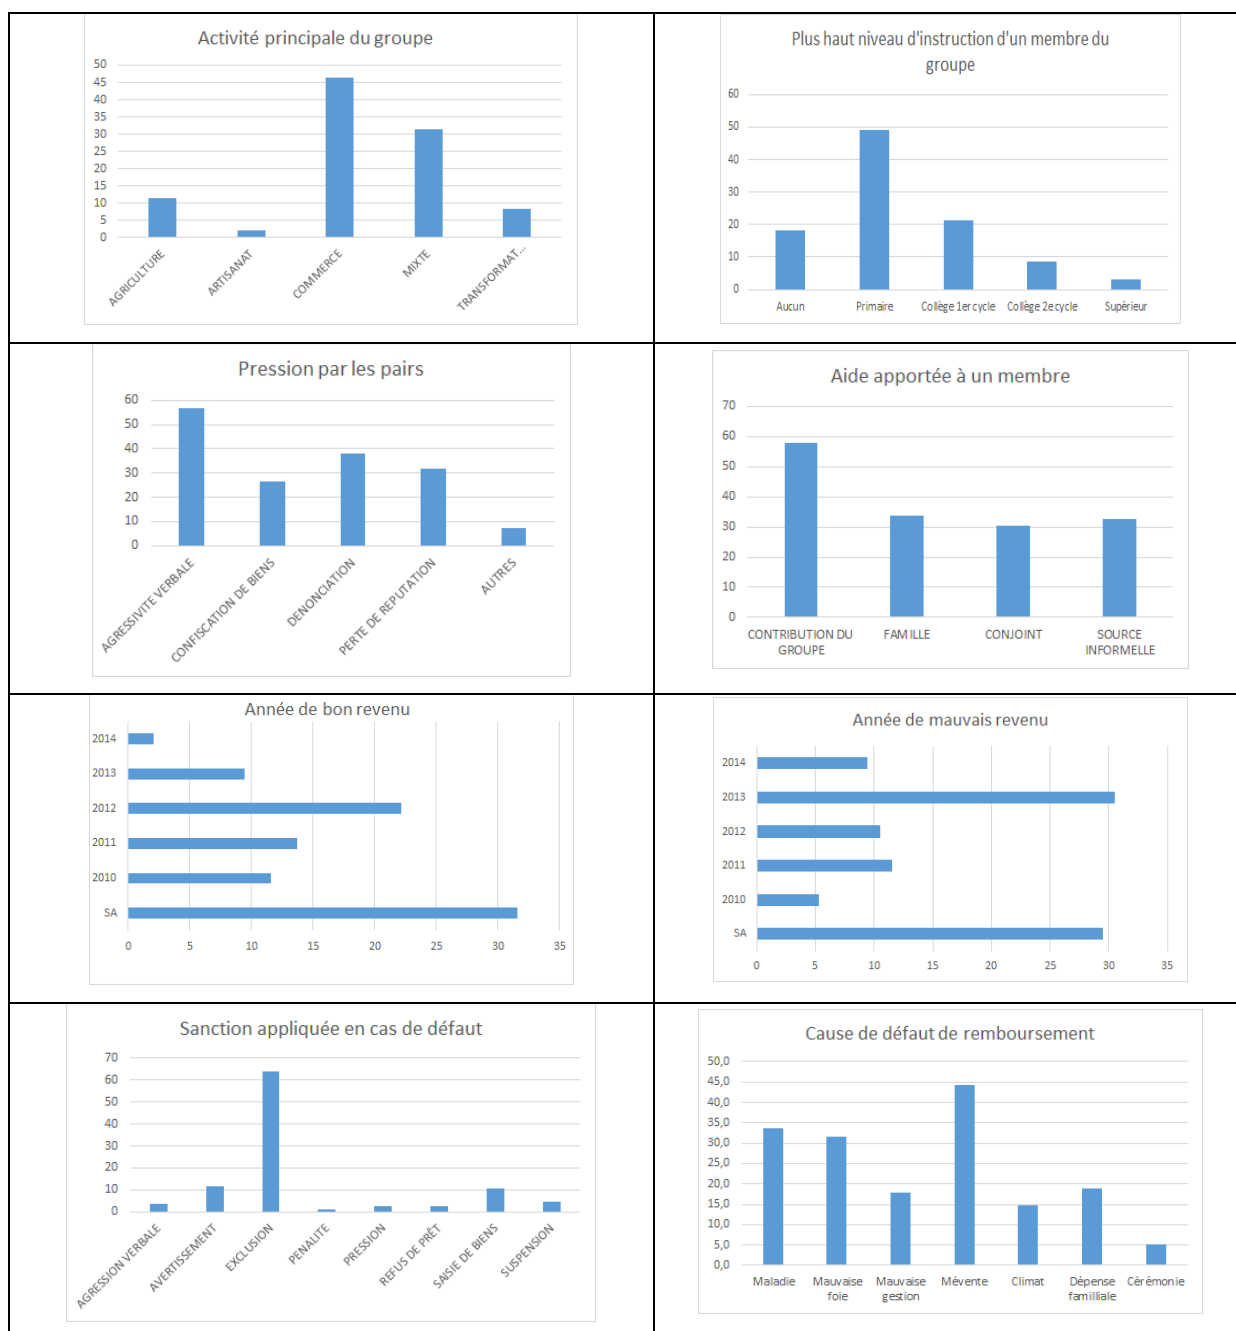 Activité principale du groupe
50
45
40
35
30
25
20
15
10
5
0
AGRICULTURE
ARTISANAT
COMMERCE
MIXTE
TRANSFORMAT...
Plus haut niveau d'instruction d'un membre du
groupe
60
50
40
30
20
10
0
Aucun
Primaire
Collège 1er cycle
Collège 2e cycle
Supérieur
Pression par les pairs
60
50
40
30
20
10
0
AGRESSIVITE VERBALE
CONFISCATION DE BIENS
DENONCIATION
PERTE DE REPUTATION
AUTRES
Aide apportée à un membre
70
60
50
40
30
20
10
0
CONTRIBUTION DU
GROUPE
FAMILLE
CONJOINT
SOURCE
INFORMELLE
Année de bon revenu
2014
2013
2012
2011
2010
SA
0 5 10 15 20 25 30 35
Année de mauvais revenu
2014
2013
2012
2011
2010
SA
0 5 10 15 20 25 30 35
Sanction appliquée en cas de défaut
70
60
50
40
30
20
10
0
AGRESSION VERBALE
AVERTISSEMENT
EXCLUSION
PENALITE
PRESSION
REFUS DE PRÊT
SAISIE DE BIENS
SUSPENSION
Cause de défaut de remboursement
50,0
45,0
40,0
35,0
30,0
25,0
20,0
15,0
10,0
5,0
0,0
Maladie
Mauvaise
foie
Mauvaise
gestion
Mévente
Climat
Dépense
familliale
Cérémonie